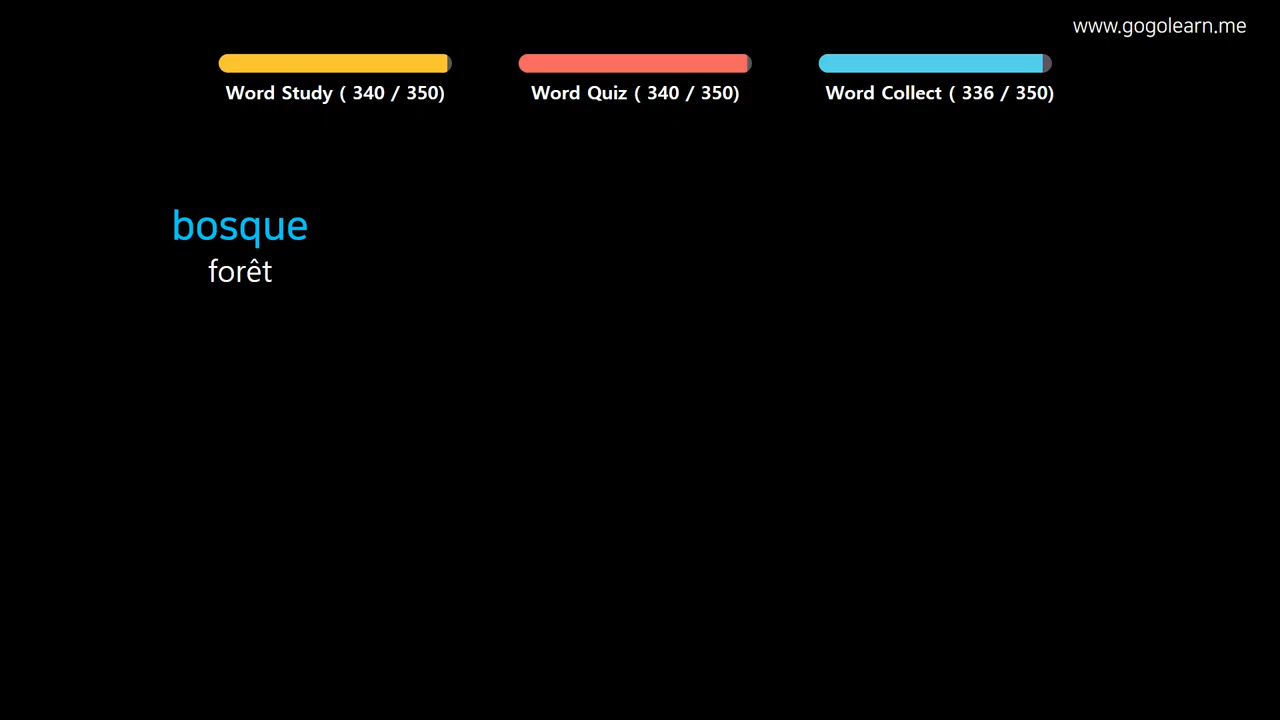 www.gogolearn.me
Word Study ( 340 / 350)
Word Quiz ( 340 / 350)
Word Collect ( 336 / 350)
bosque
forêt